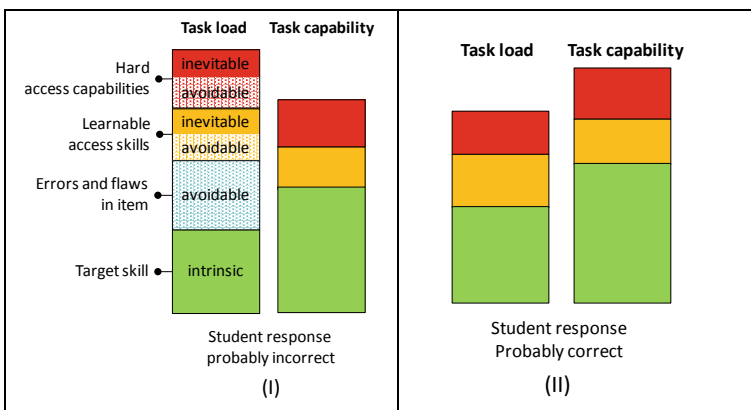 Task load Task capability
Hard
access capabilities
inevitable
avoidable
Learnable
access skills
inevitable
avoidable
Errors and flaws
in item
avoidable
Target skill
intrinsic
Student response
probably incorrect
(I)
Task load
Task capability
Student response
Probably correct
(II)